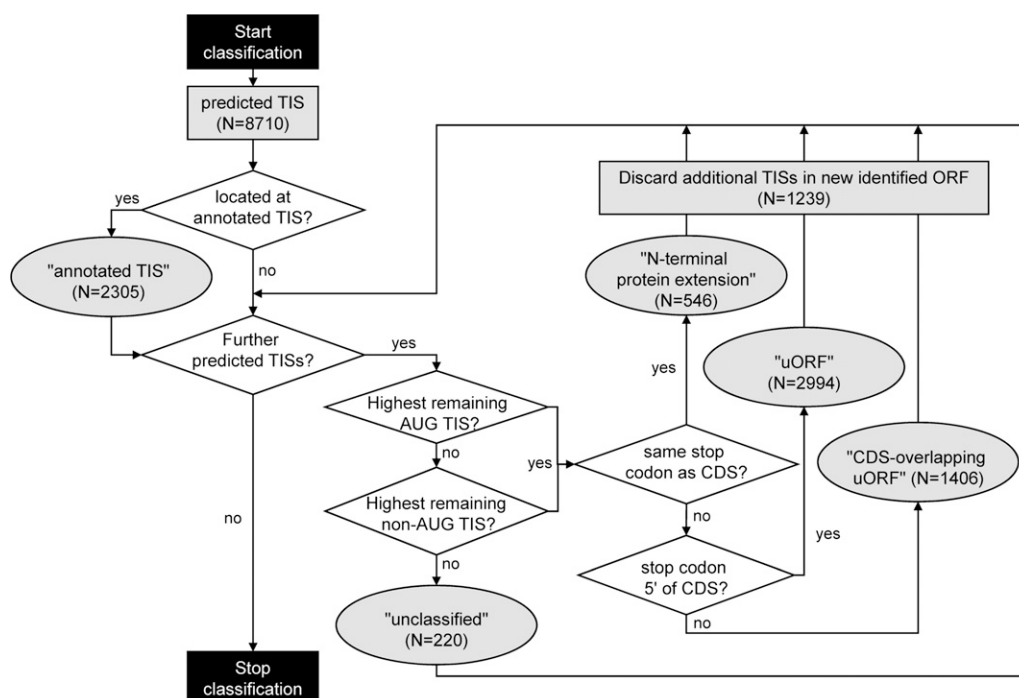 Start
classification
predicted TIS
(N=8710)
yes
located at
annotated TIS?
"annotated TIS"
(N=2305)
no
Further
predicted TISs?
yes
no
Highest remaining
AUG TIS?
no
Highest remaining
non-AUG TIS?
yes
no
"unclassified"
(N=220)
same stop
codon as CDS?
yes
no
stop codon
5' of CDS?
yes
no
"N-terminal
protein extension"
(N=546)
"uORF"
(N=2994)
"CDS-overlapping
uORF" (N=1406)
Discard additional TISs in new identified ORF
(N=1239)
Stop
classification